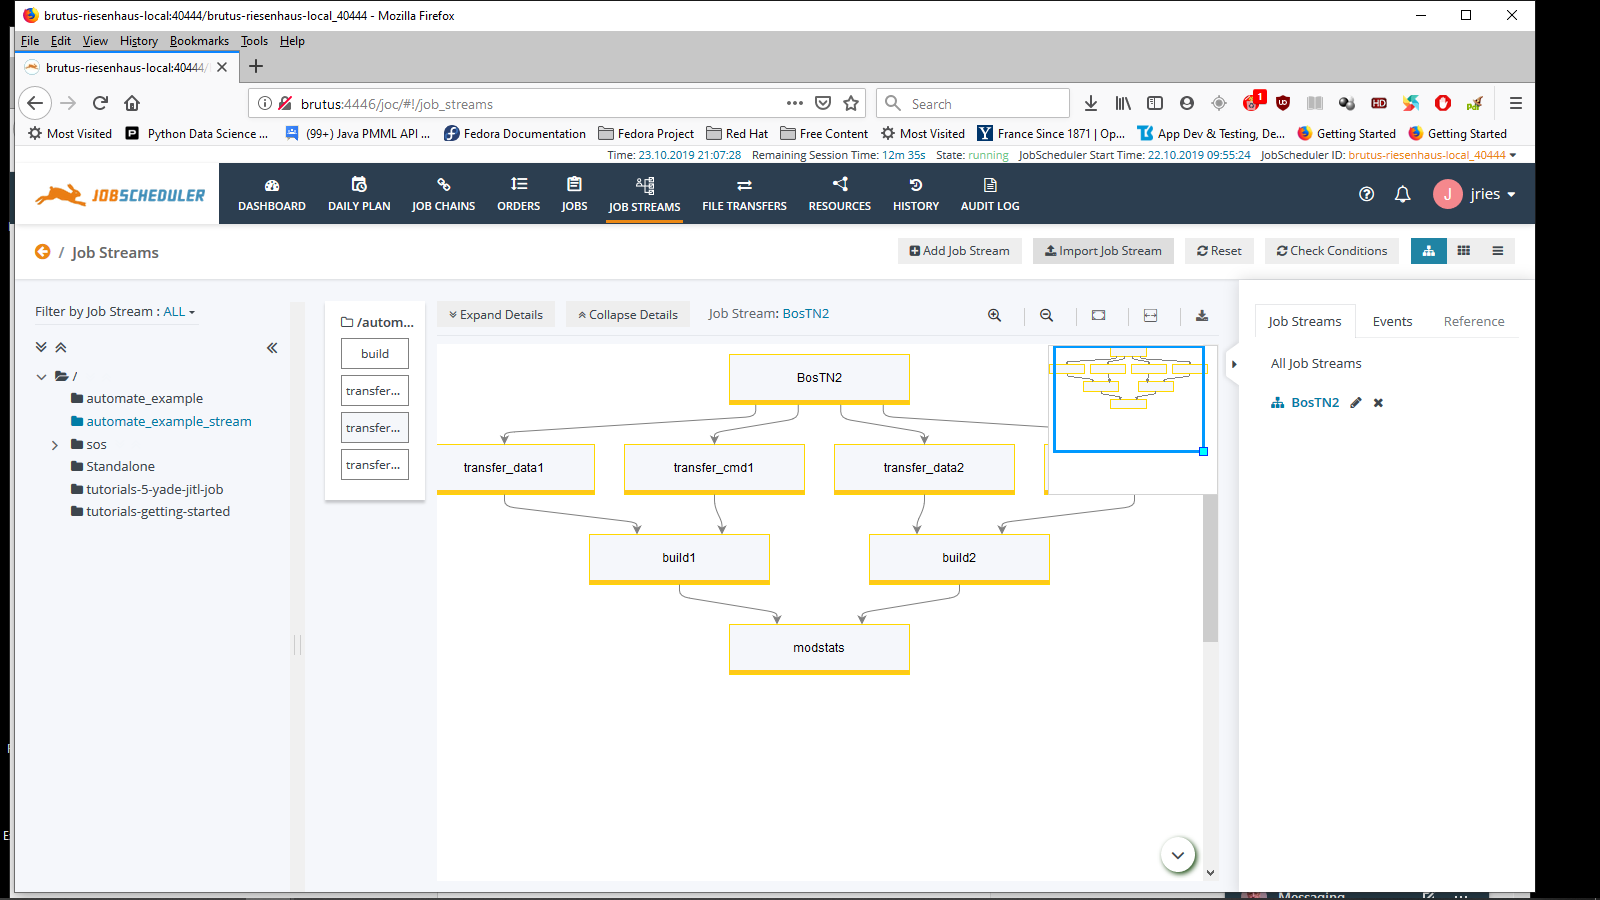 brutus-riesenhaus-local:40444/brutus-riesenhaus-local_40444 - Mozilla Firefox
File Edit View History Bookmarks Tools Help
brutus-riesenhaus-local:40444/
brutus:4446/joc/#!/job_streams
Search
1
HD
Most Visited Python Data Science ... (99+) Java PMML API ... Fedora Documentation Fedora Project Red Hat Free Content Most Visited France Since 1871 | Op... App Dev & Testing, De... Getting Started Getting Started
Time: 23.10.2019 21:07:28 Remaining Session Time: 12m 35s State: running JobScheduler Start Time: 22.10.2019 09:55:24 JobScheduler ID: brutus-riesenhaus-local_40444
JOBSCHEDULER
DASHBOARD DAILY PLAN JOB CHAINS ORDERS JOBS JOB STREAMS FILE TRANSFERS RESOURCES HISTORY AUDIT LOG
J jries
/ Job Streams
Add Job Stream Import Job Stream Reset Check Conditions
Filter by Job Stream : ALL
/
automate_example
automate_example_stream
sos
Standalone
tutorials-5-yade-jitl-job
tutorials-getting-started
/autom...
build
transfer...
transfer...
transfer...
Expand Details Collapse Details Job Stream: BosTN2
BosTN2
transfer_data1 transfer_cmd1 transfer_data2
build1 build2
modstats
Job Streams Events Reference
All Job Streams
BosTN2
Messaging